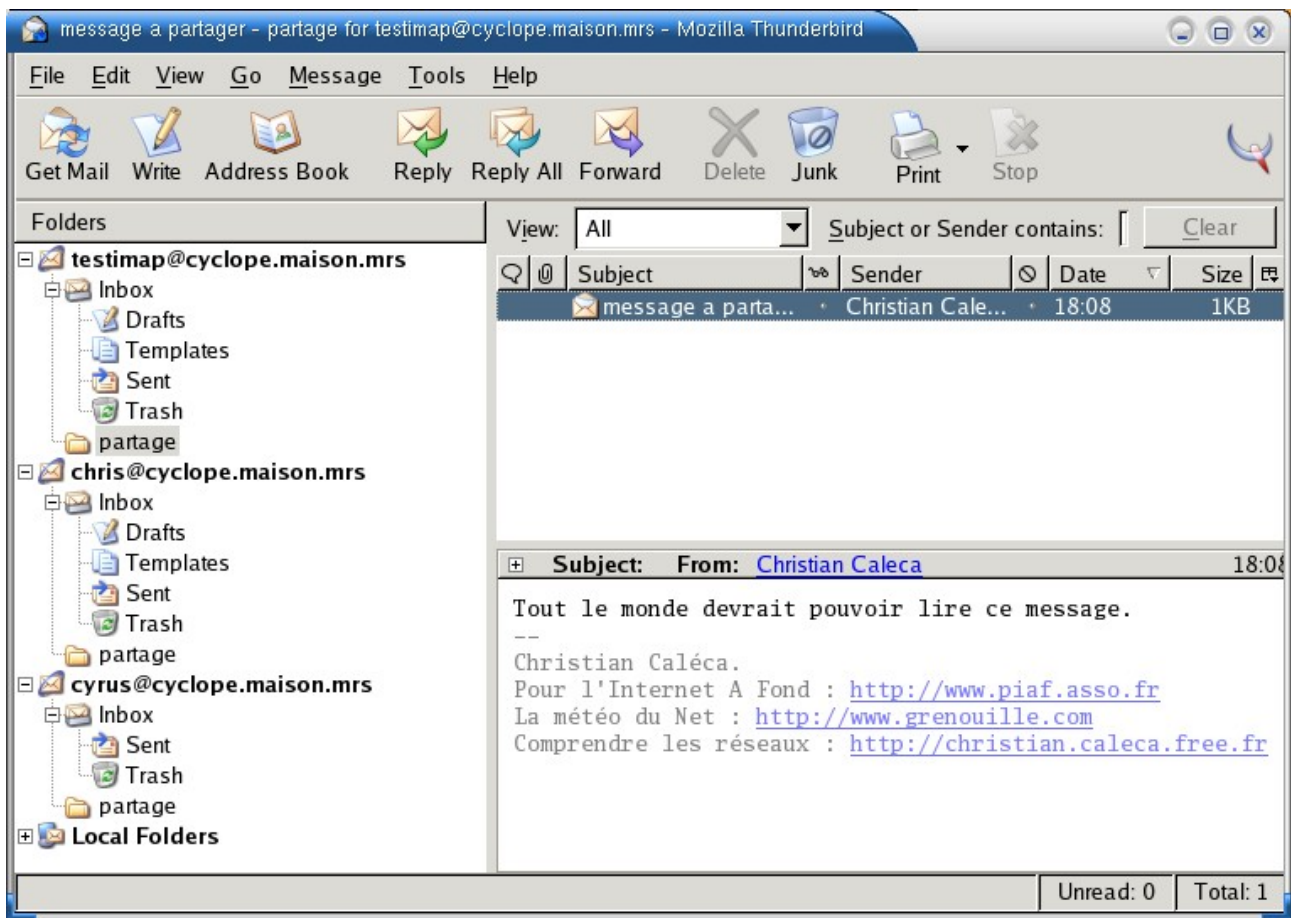 message a partager - partage for testimap@cyclope.maison.mrs - Mozilla Thunderbird
File Edit View Go Message Tools Help
Get Mail Write Address Book Reply Reply All Forward Delete Junk Print Stop
Folders
testimap@cyclope.maison.mrs
Inbox
Drafts
Templates
Sent
Trash
partage
chris@cyclope.maison.mrs
Inbox
Drafts
Templates
Sent
Trash
partage
cyrus@cyclope.maison.mrs
Inbox
Sent
Trash
partage
Local Folders
View: All Subject or Sender contains: Clear
Subject Sender Date Size
message a parta... Christian Cale... 18:08 1KB
Subject: From: Christian Caleca 18:08
Tout le monde devrait pouvoir lire ce message.
--
Christian Caléca.
Pour l'Internet A Fond : http://www.piaf.asso.fr
La météo du Net : http://www.grenouille.com
Comprendre les réseaux : http://christian.caleca.free.fr
Unread: 0 Total: 1